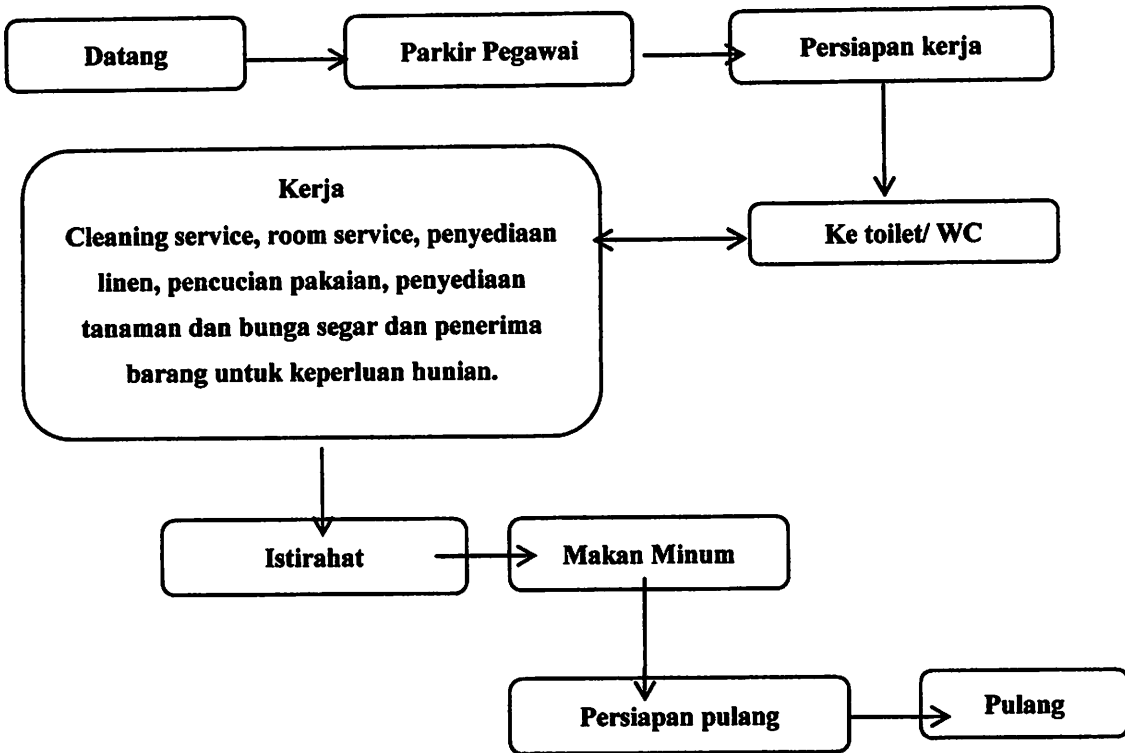 Datang
Parkir Pegawai
Persiapan kerja
Kerja
Cleaning service, room service, penyediaan
linen, pencucian pakaian, penyediaan
tanaman dan bunga segar dan penerima
barang untuk keperluan hunian.
Ke toilet/ WC
Istirahat
Makan Minum
Persiapan pulang
Pulang